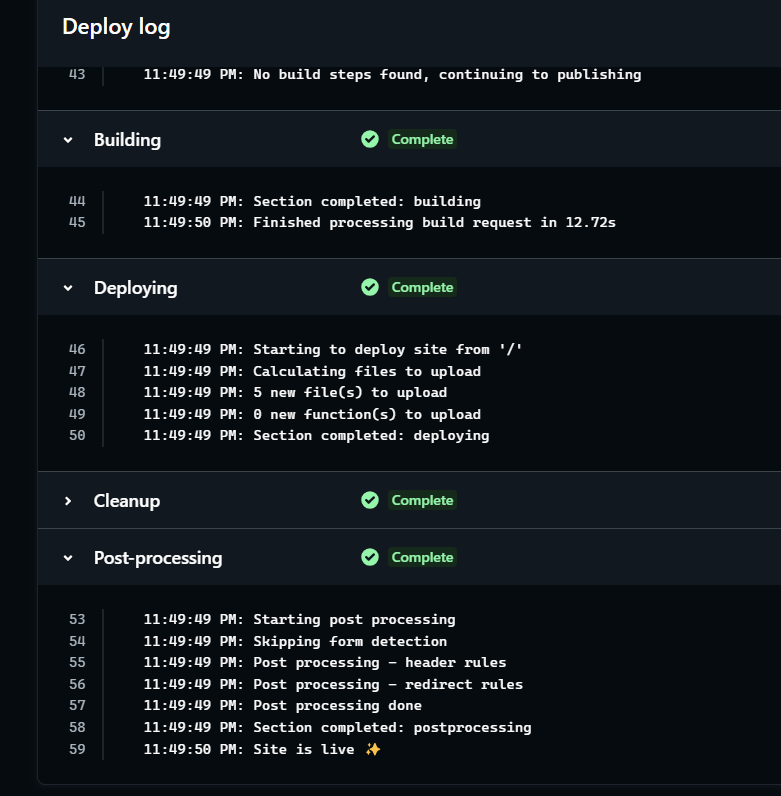 Deploy log
43 11:49:49 PM: No build steps found, continuing to publishing
Building Complete
44 11:49:49 PM: Section completed: building
45 11:49:50 PM: Finished processing build request in 12.72s
Deploying Complete
46 11:49:49 PM: Starting to deploy site from '/'
47 11:49:49 PM: Calculating files to upload
48 11:49:49 PM: 5 new file(s) to upload
49 11:49:49 PM: 0 new function(s) to upload
50 11:49:49 PM: Section completed: deploying
Cleanup Complete
Post-processing Complete
53 11:49:49 PM: Starting post processing
54 11:49:49 PM: Skipping form detection
55 11:49:49 PM: Post processing - header rules
56 11:49:49 PM: Post processing - redirect rules
57 11:49:49 PM: Post processing done
58 11:49:49 PM: Section completed: postprocessing
59 11:49:50 PM: Site is live ✨